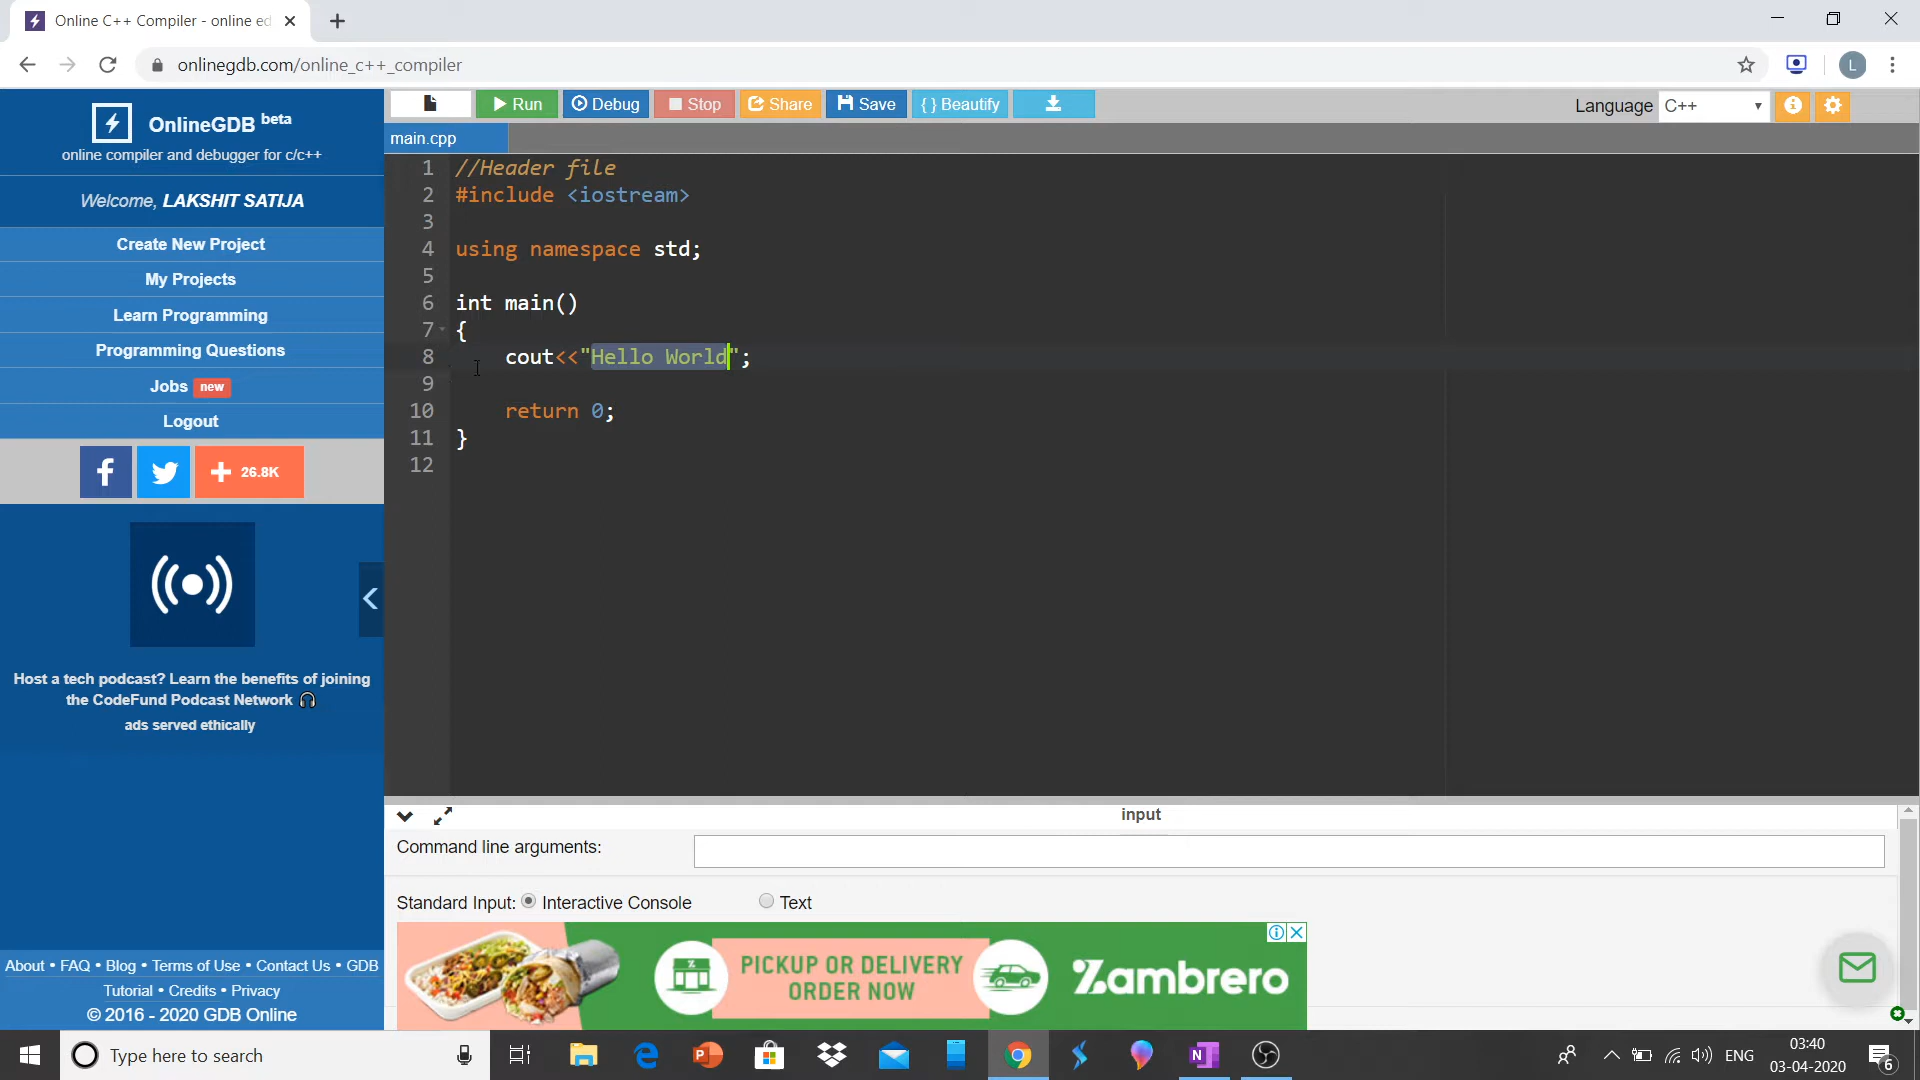 Online C++ Compiler - online ed
onlinegdb.com/online_c++_compiler
L
OnlineGDB beta
online compiler and debugger for c/c++
Welcome, LAKSHIT SATIJA
Create New Project
My Projects
Learn Programming
Programming Questions
Jobs new
Logout
26.8K
Host a tech podcast? Learn the benefits of joining
the CodeFund Podcast Network
ads served ethically
About • FAQ • Blog • Terms of Use • Contact Us • GDB
Tutorial • Credits • Privacy
© 2016 - 2020 GDB Online
Run Debug Stop Share Save { } Beautify
Language C++
main.cpp
1 //Header file
2 #include <iostream>
3
4 using namespace std;
5
6 int main()
7 {
8 cout<<"Hello World";
9
10 return 0;
11 }
12
input
Command line arguments:
Standard Input: Interactive Console Text
PICKUP OR DELIVERY
ORDER NOW
Zambrero
Type here to search
ENG
03:40
03-04-2020
6